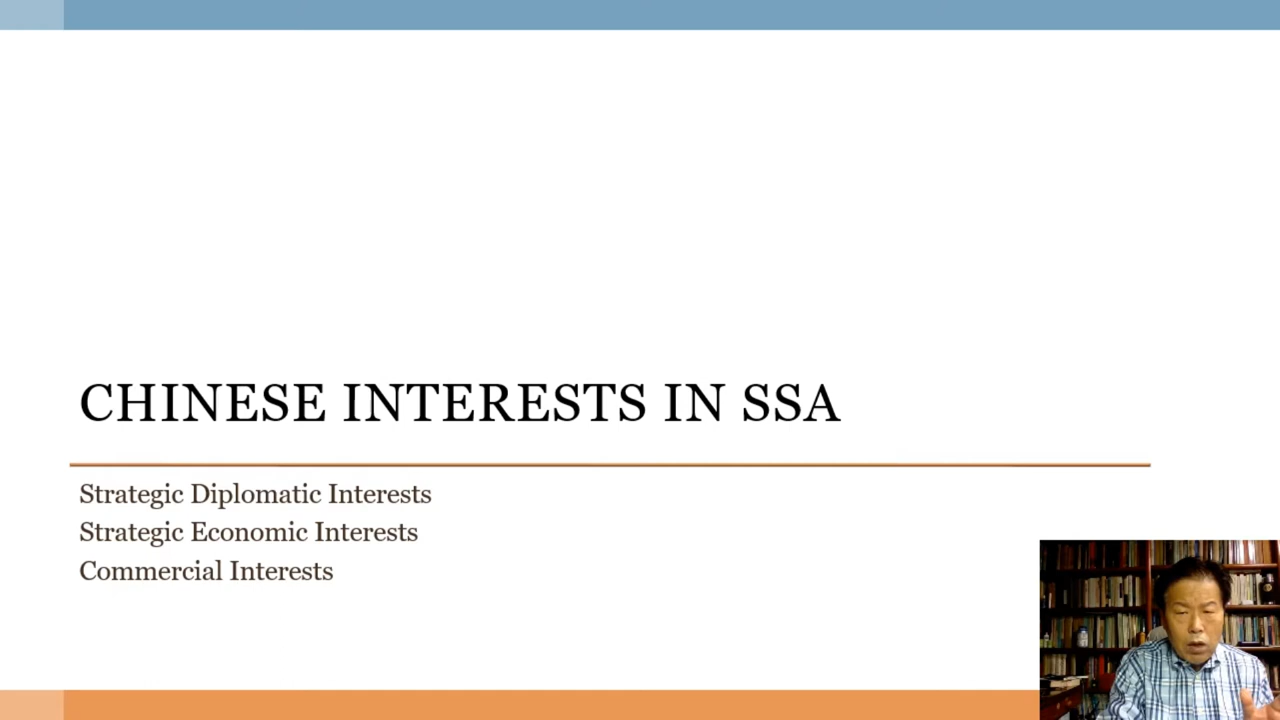 CHINESE INTERESTS IN SSA
Strategic Diplomatic Interests
Strategic Economic Interests
Commercial Interests